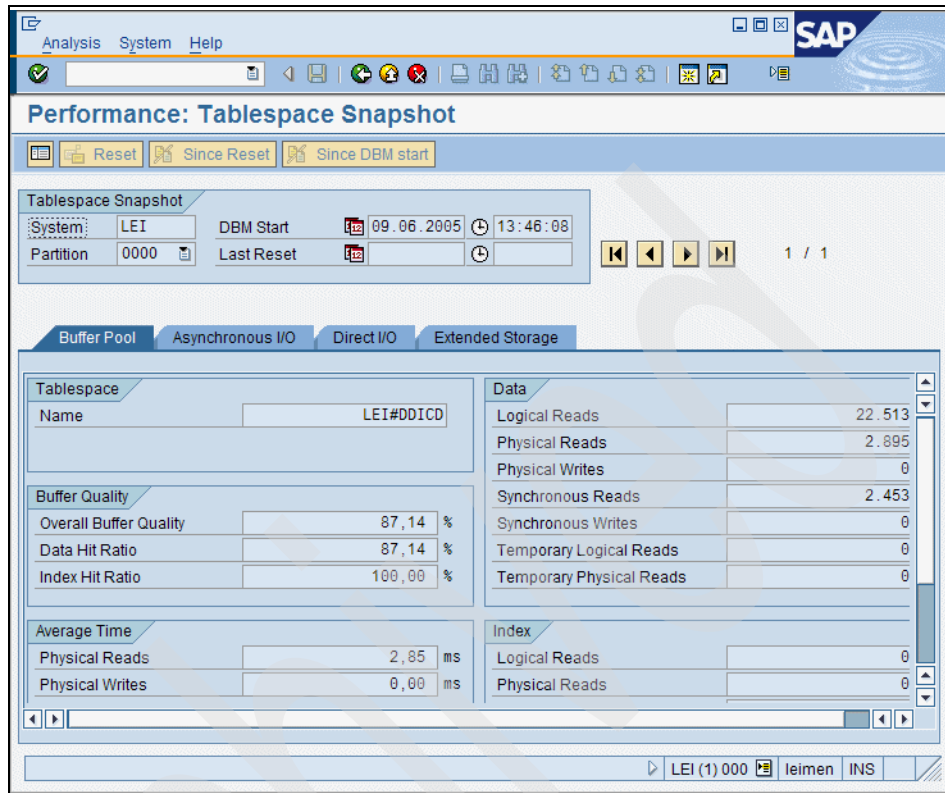 Analysis System Help
SAP
Performance: Tablespace Snapshot
Reset Since Reset Since DBM start
Tablespace Snapshot
System LEI DBM Start 12 09.06.2005 13:46:08
Partition 0000 Last Reset 12
1 / 1
Buffer Pool Asynchronous I/O Direct I/O Extended Storage
Tablespace
Name LEI#DDICD
Buffer Quality
Overall Buffer Quality 87,14 %
Data Hit Ratio 87,14 %
Index Hit Ratio 100,00 %
Average Time
Physical Reads 2,85 ms
Physical Writes 0,00 ms
Data
Logical Reads 22.513
Physical Reads 2.895
Physical Writes 0
Synchronous Reads 2.453
Synchronous Writes 0
Temporary Logical Reads 0
Temporary Physical Reads 0
Index
Logical Reads 0
Physical Reads 0
LEI (1) 000 leimen INS